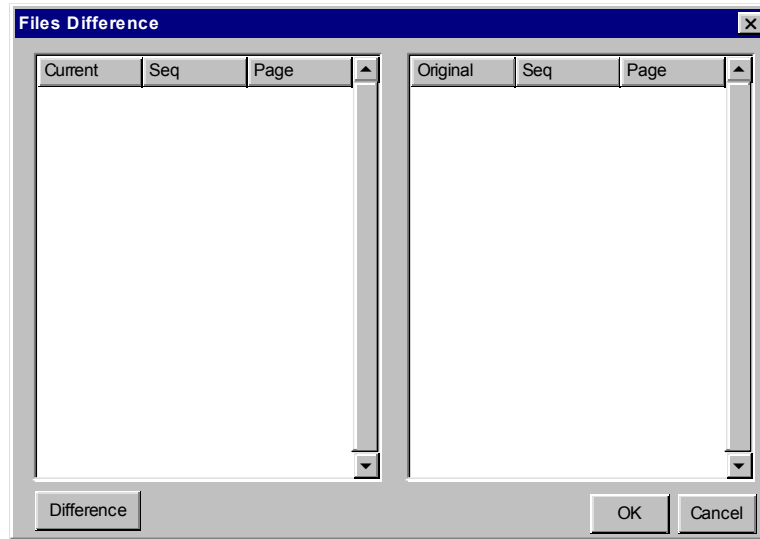 Files Difference
Current Seq Page Original Seq Page
Difference OK Cancel